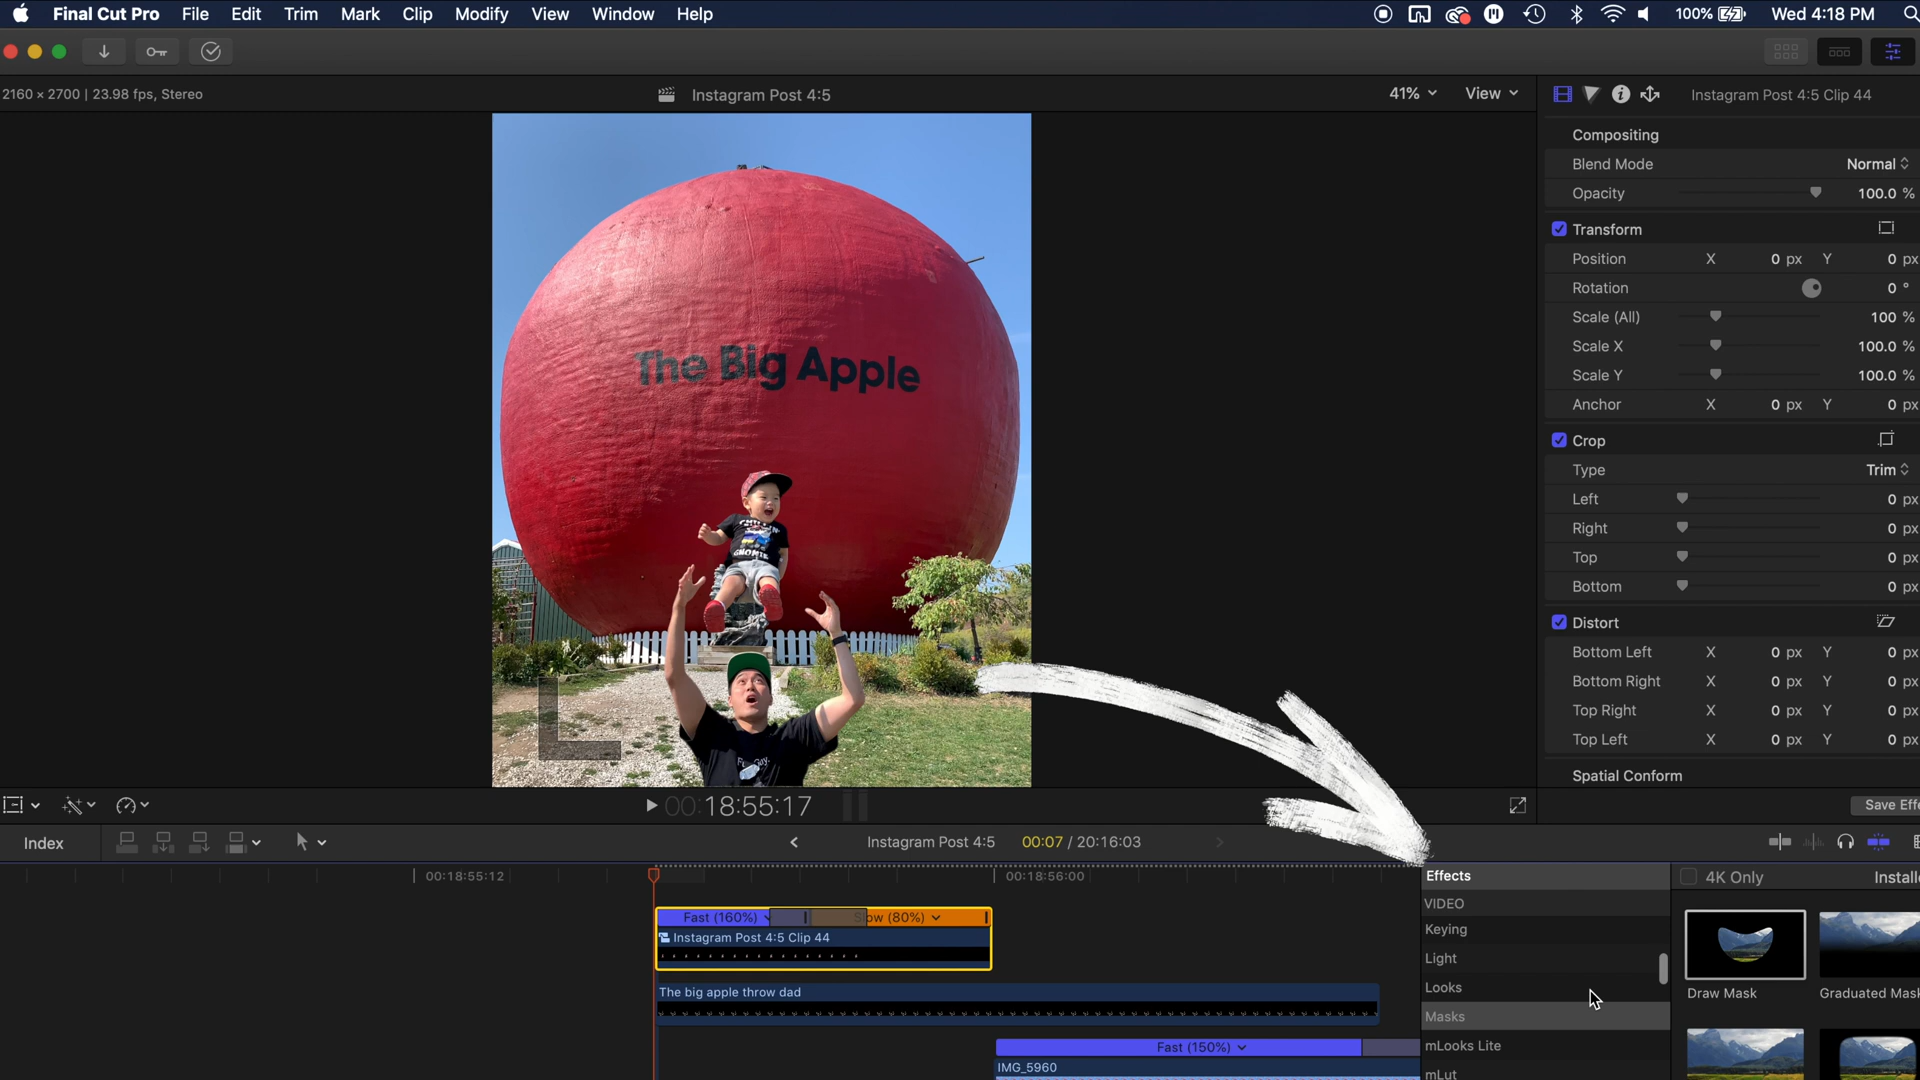 Final Cut Pro File Edit Trim Mark Clip Modify View Window Help 100% Wed 4:18 PM
2160 × 2700 | 23.98 fps, Stereo Instagram Post 4:5 41% View Instagram Post 4:5 Clip 44
Compositing
Blend Mode Normal
Opacity 100.0 %
Transform
Position X 0 px Y 0 px
Rotation 0 °
Scale (All) 100 %
Scale X 100.0 %
Scale Y 100.0 %
Anchor X 0 px Y 0 px
Crop
Type Trim
Left 0 px
Right 0 px
Top 0 px
Bottom 0 px
Distort
Bottom Left X 0 px Y 0 px
Bottom Right X 0 px Y 0 px
Top Right X 0 px Y 0 px
Top Left X 0 px Y 0 px
Spatial Conform
The Big Apple
CHILLIN
GNOMIE
00:18:55:17 Save Effe
Index Instagram Post 4:5 00:07 / 20:16:03
00:18:55:12 00:18:56:00
Fast (160%) Slow (80%)
Instagram Post 4:5 Clip 44
The big apple throw dad
Fast (150%)
IMG_5960
Effects 4K Only Installe
VIDEO
Keying
Light
Looks
Masks
mLooks Lite
mLut
Draw Mask Graduated Mask